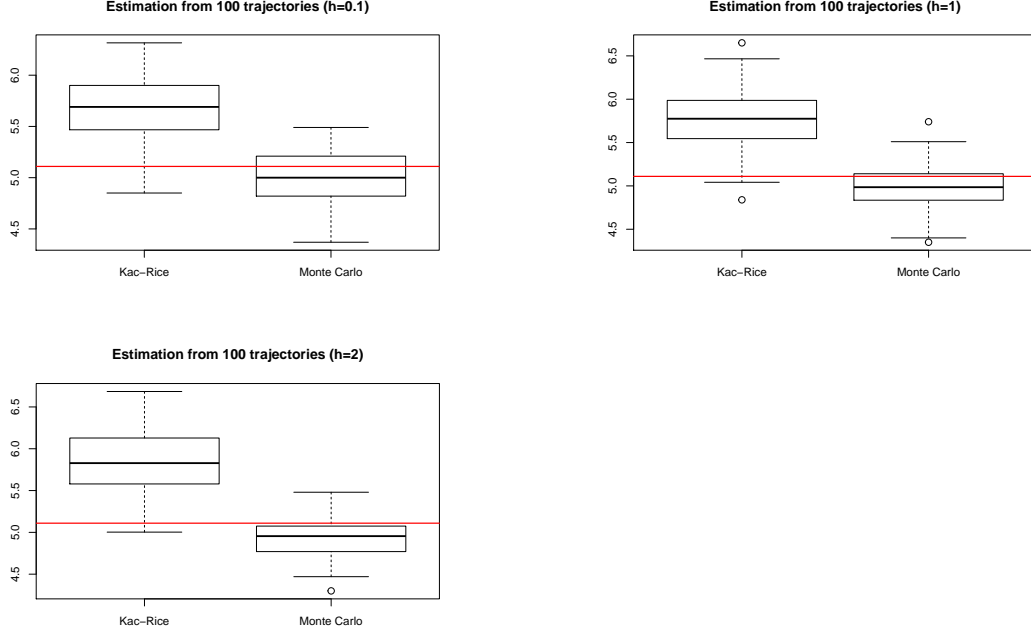 Estimation from 100 trajectories (h=0.1)
6.0
5.5
5.0
4.5
Kac−Rice Monte Carlo
Estimation from 100 trajectories (h=1)
6.5
6.0
5.5
5.0
4.5
Kac−Rice Monte Carlo
Estimation from 100 trajectories (h=2)
6.5
6.0
5.5
5.0
4.5
Kac−Rice Monte Carlo